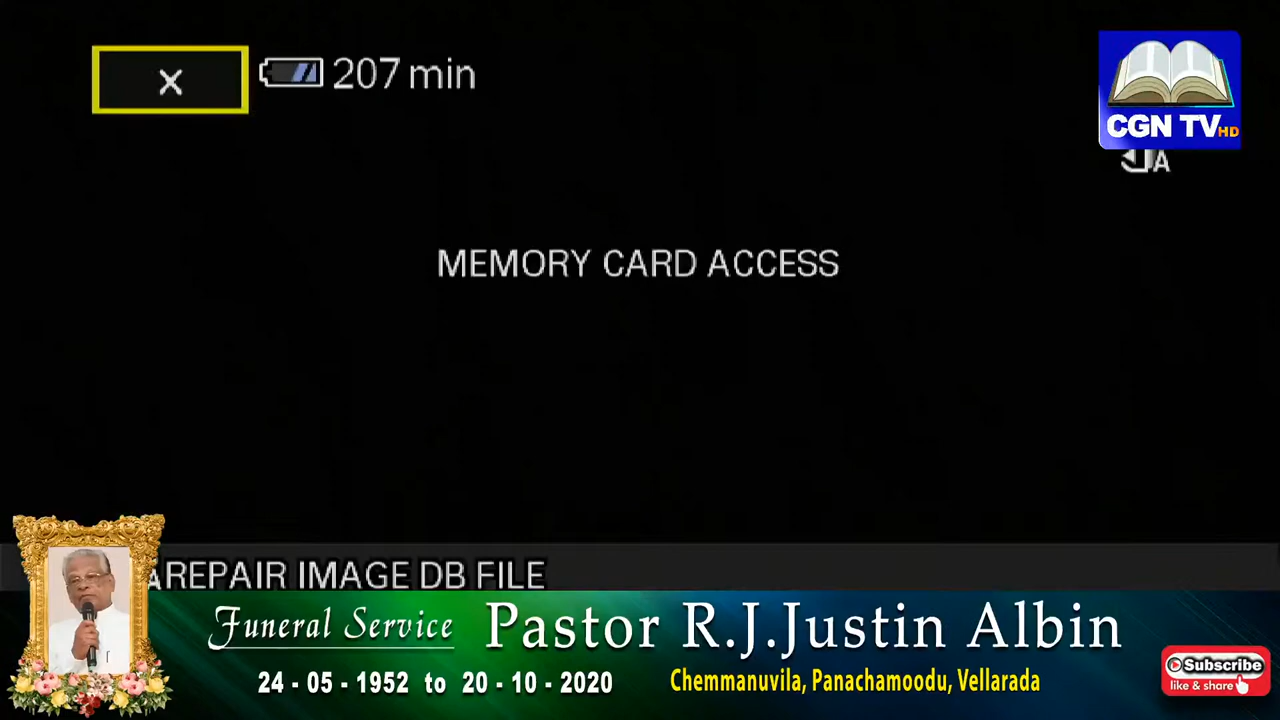 X
207 min
CGN TV HD
A
MEMORY CARD ACCESS
REPAIR IMAGE DB FILE
Funeral Service
Pastor R.J.Justin Albin
24 - 05 - 1952 to 20 - 10 - 2020
Chemmanuvila, Panachamoodu, Vellarada
Subscribe
like & share